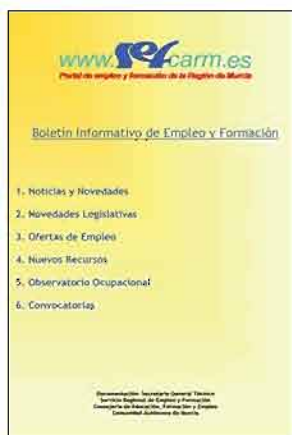 www.sefcarm.es
Portal de empleo y formación de la Región de Murcia
Boletín Informativo de Empleo y Formación
1. Noticias y Novedades
2. Novedades Legislativas
3. Ofertas de Empleo
4. Nuevos Recursos
5. Observatorio Ocupacional
6. Convocatorias
Documentación: Secretaría General Técnica
Servicio Regional de Empleo y Formación
Consejería de Educación, Formación y Empleo
Comunidad Autónoma de Murcia